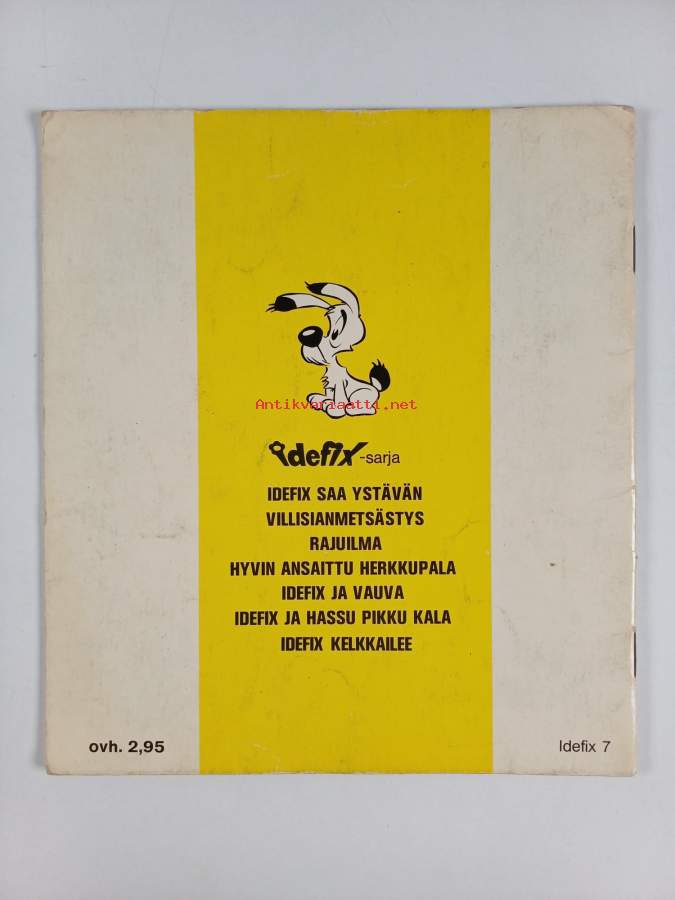 Antikvariaatti.net
idefix-sarja
IDEFIX SAA YSTÄVÄN
VILLISIANMETSÄSTYS
RAJUILMA
HYVIN ANSAITTU HERKKUPALA
IDEFIX JA VAUVA
IDEFIX JA HASSU PIKKU KALA
IDEFIX KELKKAILEE
ovh. 2,95
Idefix 7